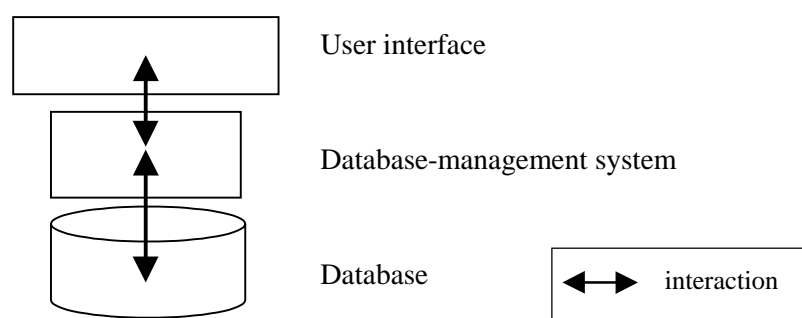 User interface
Database-management system
Database
interaction